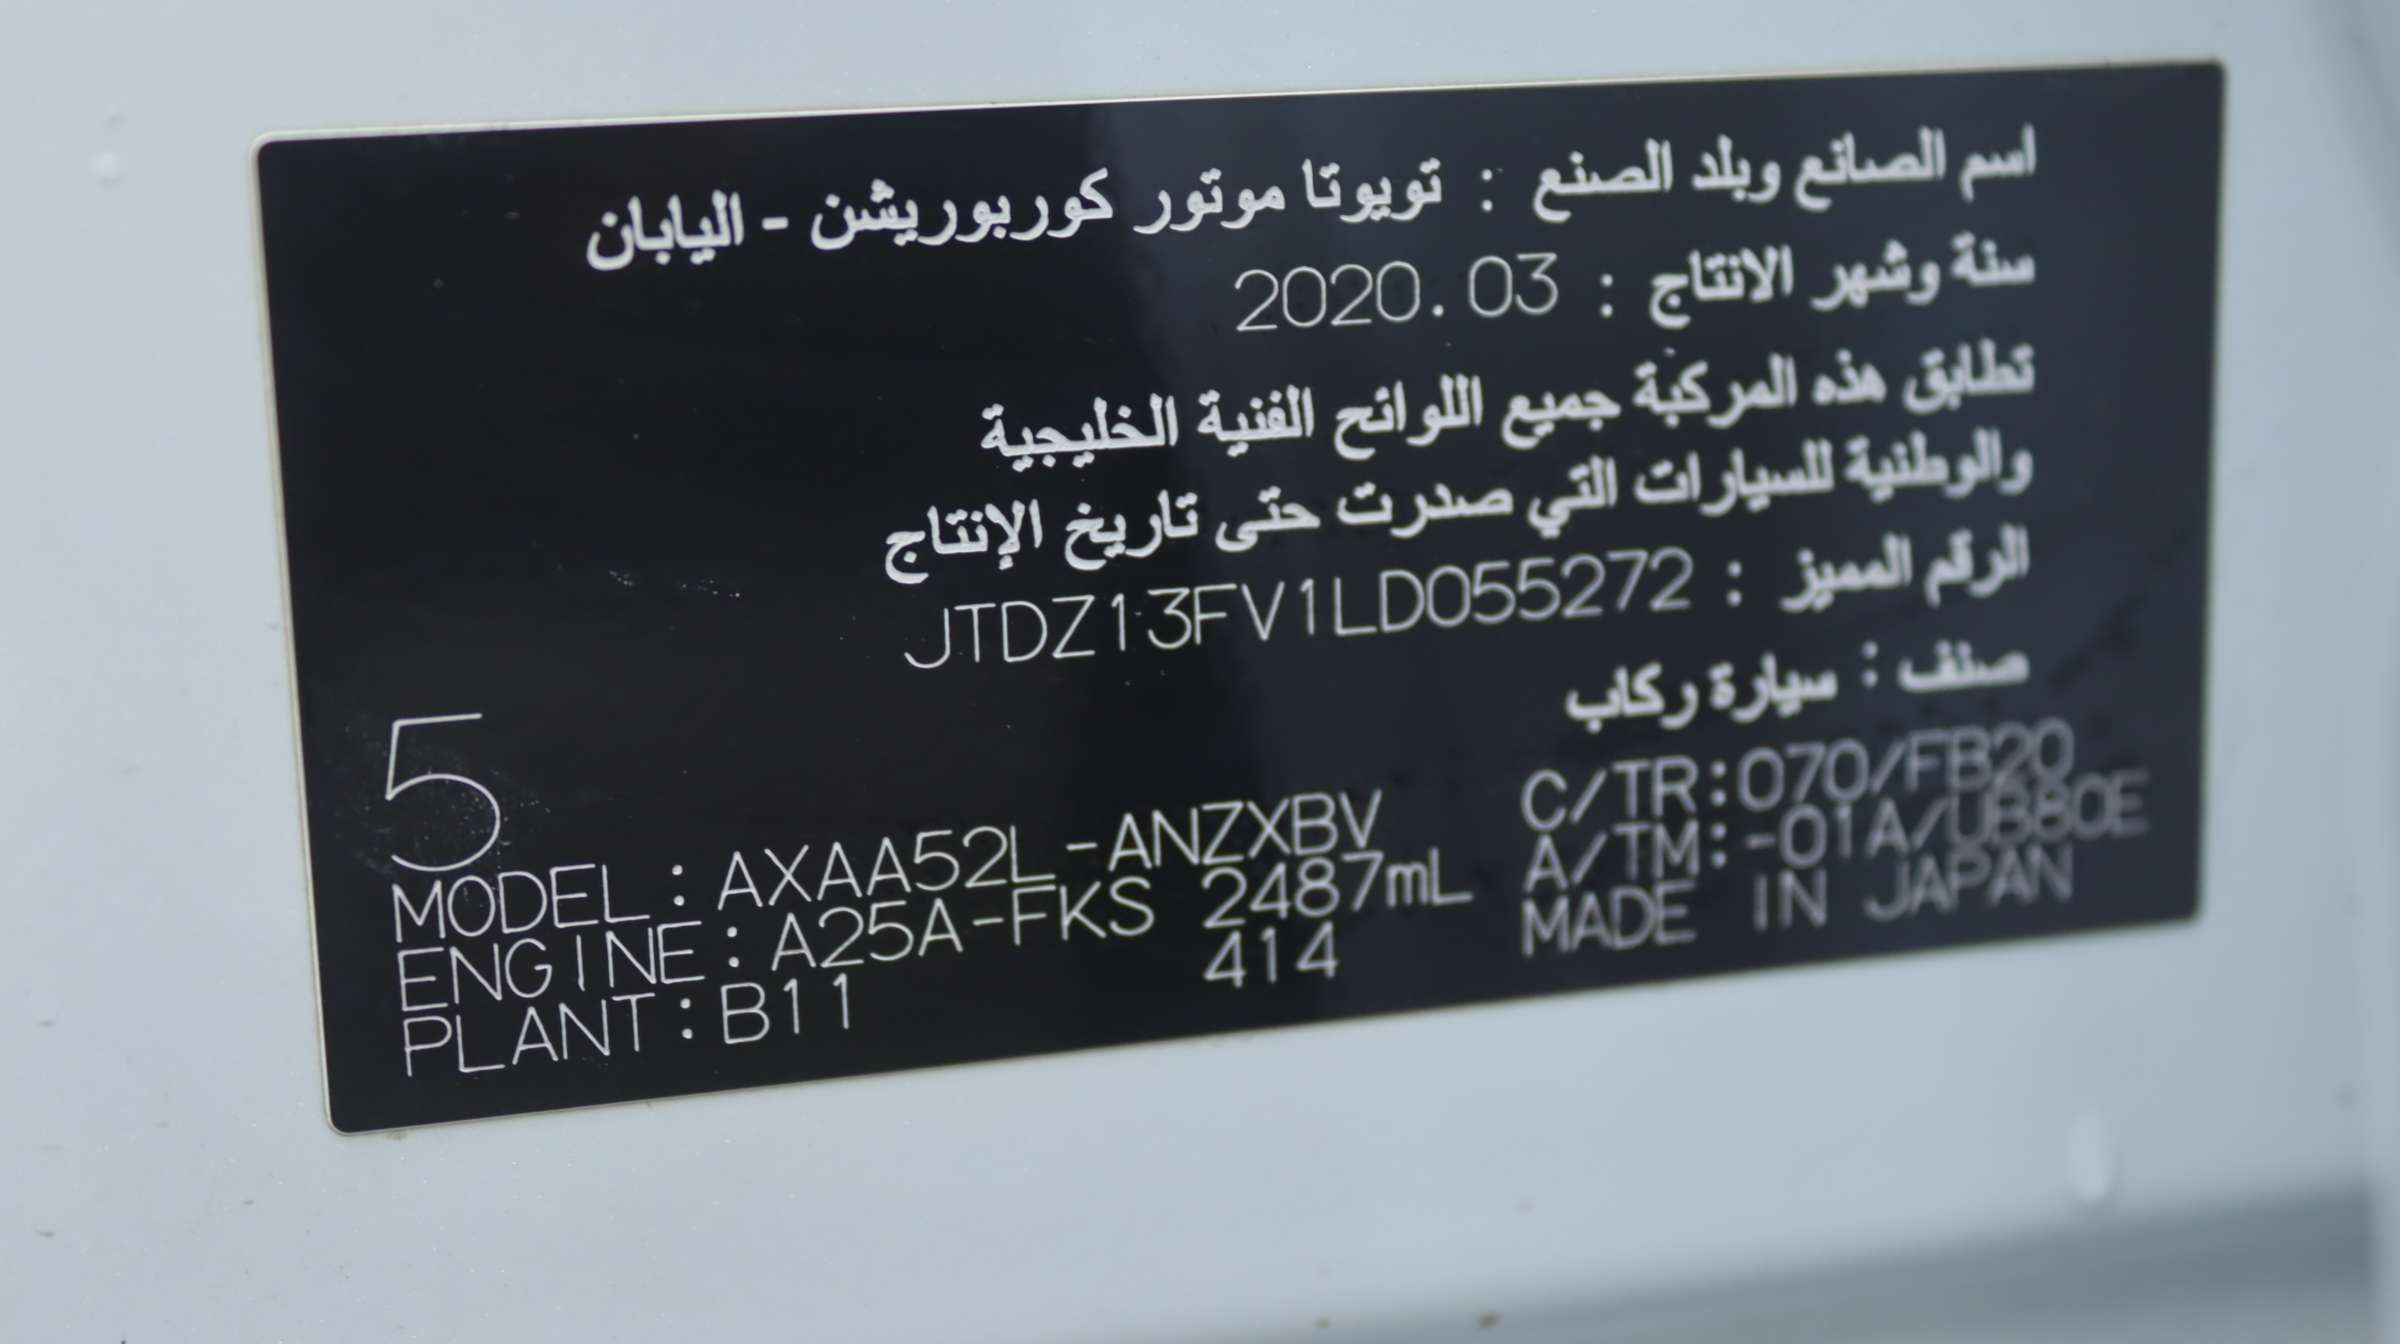 اسم الصانع وبلد الصنع : تويوتا موتور كوربوريشن - اليابان
سنة وشهر الانتاج : 2020.03
تطابق هذه المركبة جميع اللوائح الفنية الخليجية
والوطنية للسيارات التي صدرت حتى تاريخ الإنتاج
الرقم المميز : JTDZ13FV1LD055272
صنف : سيارة ركاب
5
MODEL: AXAA52L-ANZXBV C/TR:070/FB20
ENGINE: A25A-FKS 2487mL A/TM:-01A/UB80E
PLANT:B11 414 MADE IN JAPAN